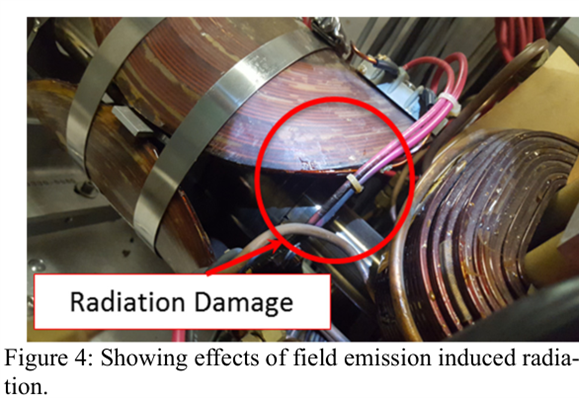 Radiation Damage
Figure 4: Showing effects of field emission induced radia-
tion.